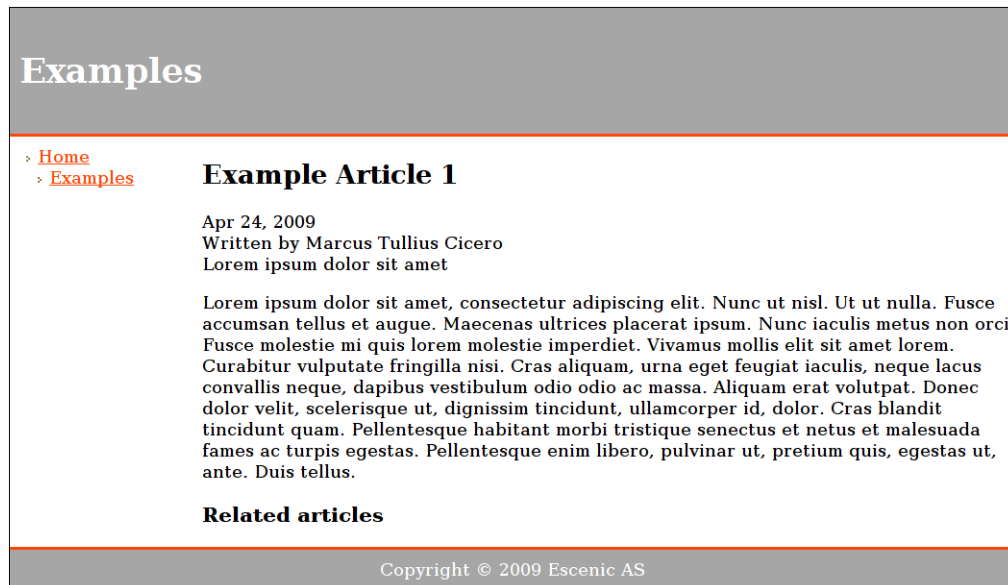 Examples
Home
Examples
Example Article 1
Apr 24, 2009
Written by Marcus Tullius Cicero
Lorem ipsum dolor sit amet
Lorem ipsum dolor sit amet, consectetur adipiscing elit. Nunc ut nisl. Ut ut nulla. Fusce
accumsan tellus et augue. Maecenas ultrices placerat ipsum. Nunc iaculis metus non orci
Fusce molestie mi quis lorem molestie imperdiet. Vivamus mollis elit sit amet lorem.
Curabitur vulputate fringilla nisi. Cras aliquam, urna eget feugiat iaculis, neque lacus
convallis neque, dapibus vestibulum odio odio ac massa. Aliquam erat volutpat. Donec
dolor velit, scelerisque ut, dignissim tincidunt, ullamcorper id, dolor. Cras blandit
tincidunt quam. Pellentesque habitant morbi tristique senectus et netus et malesuada
fames ac turpis egestas. Pellentesque enim libero, pulvinar ut, pretium quis, egestas ut,
ante. Duis tellus.
Related articles
Copyright © 2009 Escenic AS